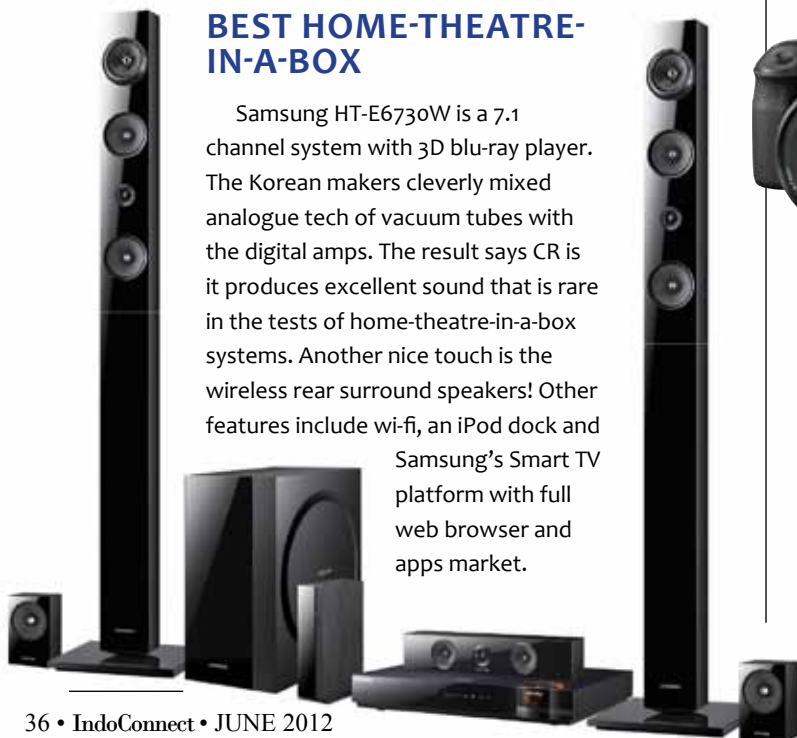 BEST HOME-THEATRE-
IN-A-BOX
Samsung HT-E6730W is a 7.1
channel system with 3D blu-ray player.
The Korean makers cleverly mixed
analogue tech of vacuum tubes with
the digital amps. The result says CR is
it produces excellent sound that is rare
in the tests of home-theatre-in-a-box
systems. Another nice touch is the
wireless rear surround speakers! Other
features include wi-fi, an iPod dock and
Samsung’s Smart TV
platform with full
web browser and
apps market.
36 • IndoConnect • JUNE 2012